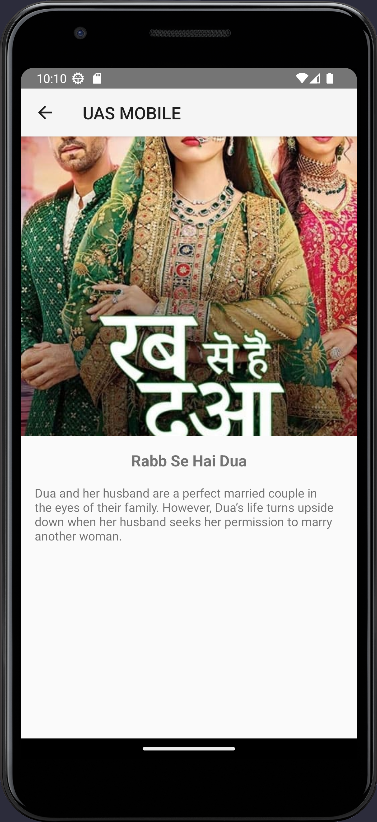 10:10
UAS MOBILE
रब से है
दुआ
Rabb Se Hai Dua
Dua and her husband are a perfect married couple in
the eyes of their family. However, Dua's life turns upside
down when her husband seeks her permission to marry
another woman.